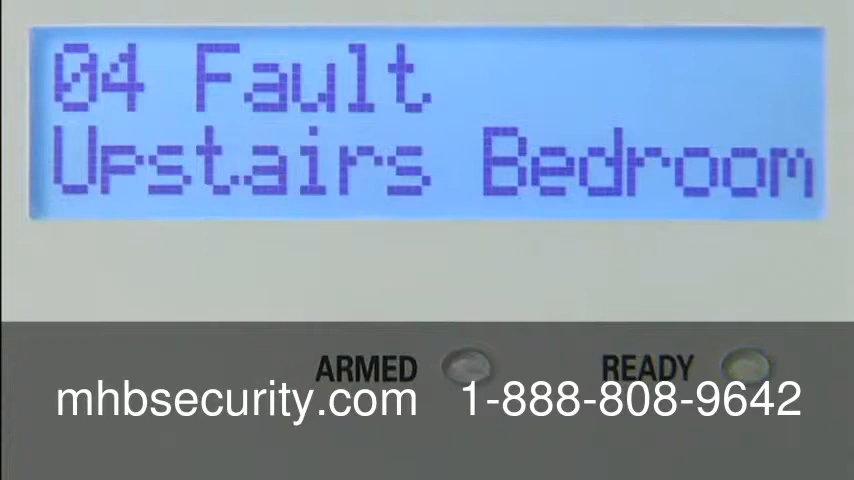 04 Fault
Upstairs Bedroom
ARMED READY
mhbsecurity.com 1-888-808-9642